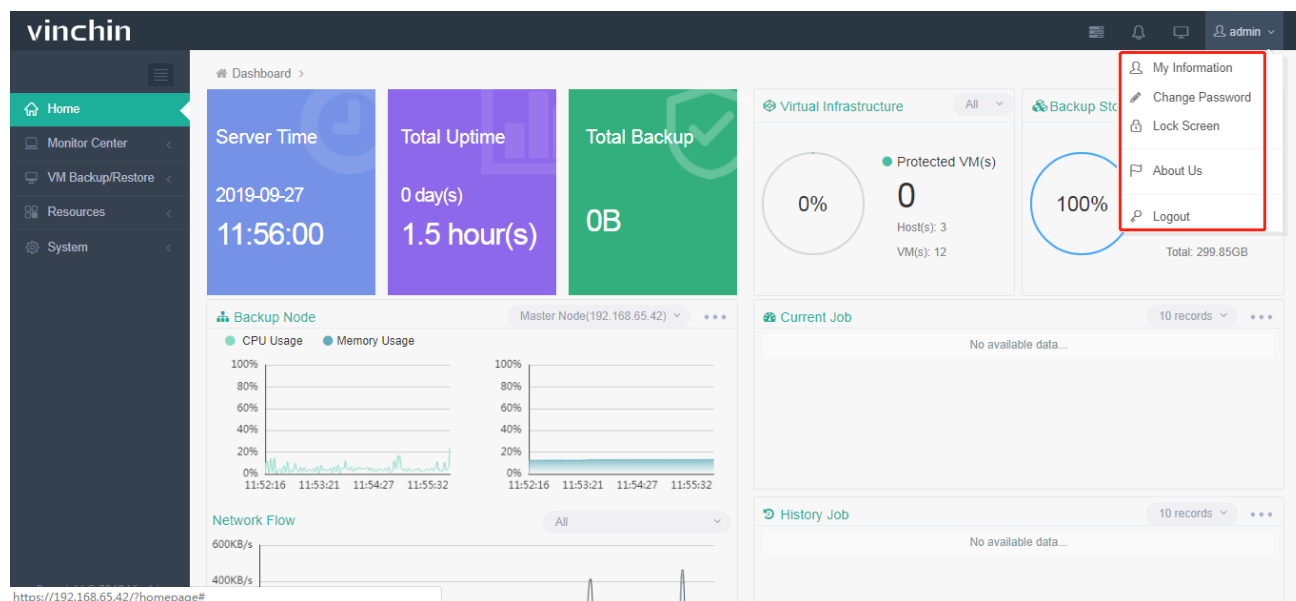 vinchin
admin
Dashboard >
My Information
Change Password
Lock Screen
About Us
Logout
Home
Monitor Center
VM Backup/Restore
Resources
System
Server Time
2019-09-27
11:56:00
Total Uptime
0 day(s)
1.5 hour(s)
Total Backup
0B
Virtual Infrastructure
All
0%
Protected VM(s)
0
Host(s): 3
VM(s): 12
Backup Sto
100%
Total: 299.85GB
Backup Node
Master Node(192.168.65.42)
CPU Usage Memory Usage
100%
80%
60%
40%
20%
0%
11:52:16 11:53:21 11:54:27 11:55:32
100%
80%
60%
40%
20%
0%
11:52:16 11:53:21 11:54:27 11:55:32
Network Flow
All
600KB/s
400KB/s
Current Job
10 records
No available data...
History Job
10 records
No available data...
https://192.168.65.42/?homepage#